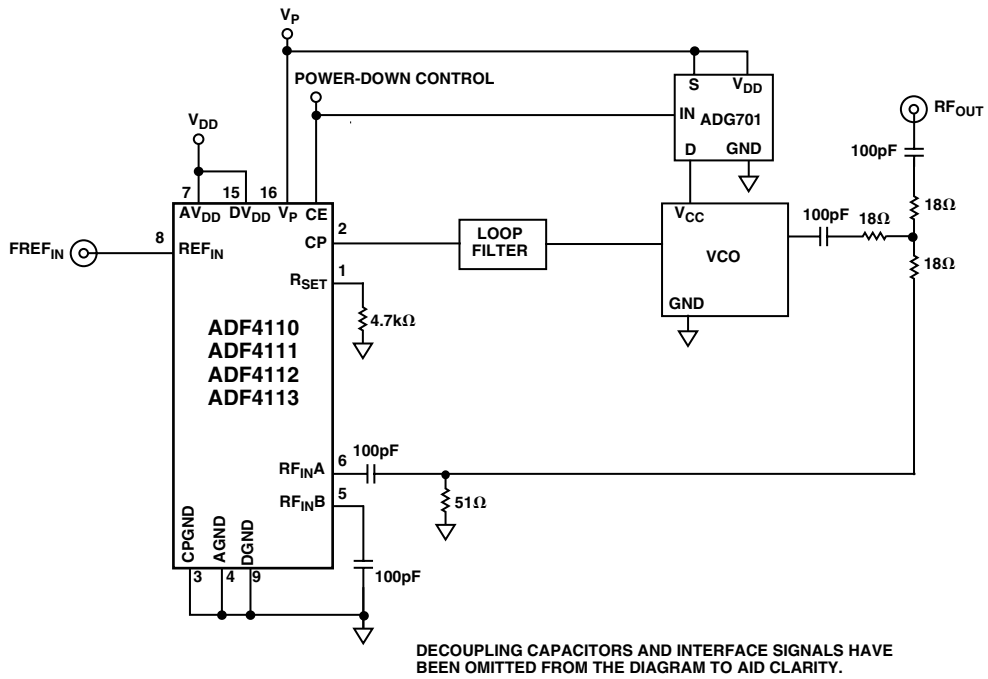 VP
POWER-DOWN CONTROL
S VDD
IN ADG701
D GND
RFOUT
100pF
18Ω
VDD
7 15 16
AVDD DVDD VP CE
2
CP
LOOP
FILTER
VCC
VCO
GND
100pF
18Ω
18Ω
FREFIN
8
REFIN
1
RSET
4.7kΩ
ADF4110
ADF4111
ADF4112
ADF4113
RFINA
6
100pF
51Ω
RFINB
5
100pF
CPGND AGND DGND
3 4 9
DECOUPLING CAPACITORS AND INTERFACE SIGNALS HAVE
BEEN OMITTED FROM THE DIAGRAM TO AID CLARITY.